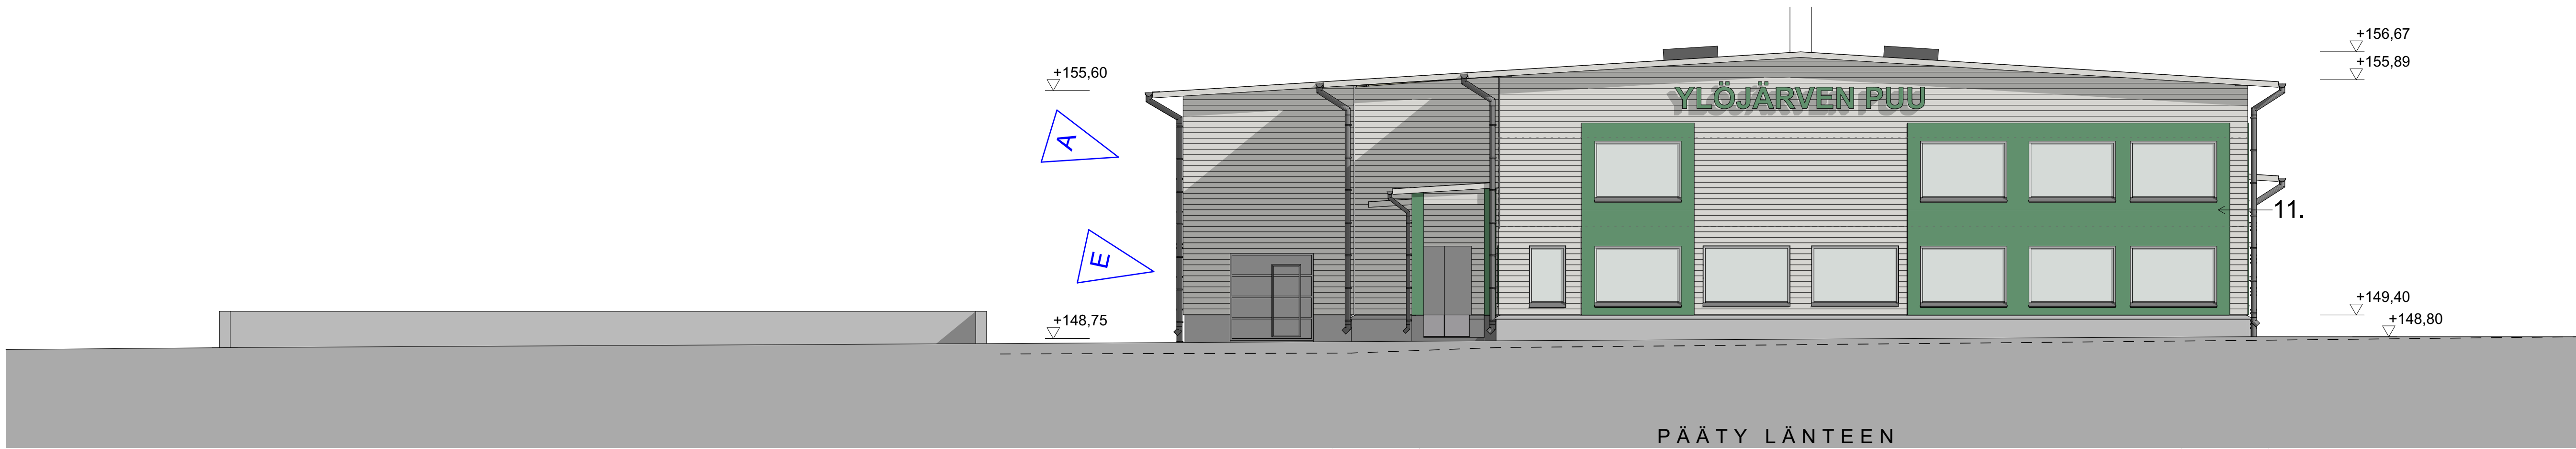 +156,67
+155,89
+155,60
YLÖJÄRVEN PUU
A
11.
E
+149,40
+148,75
+148,80
PÄÄTY LÄNTEEN